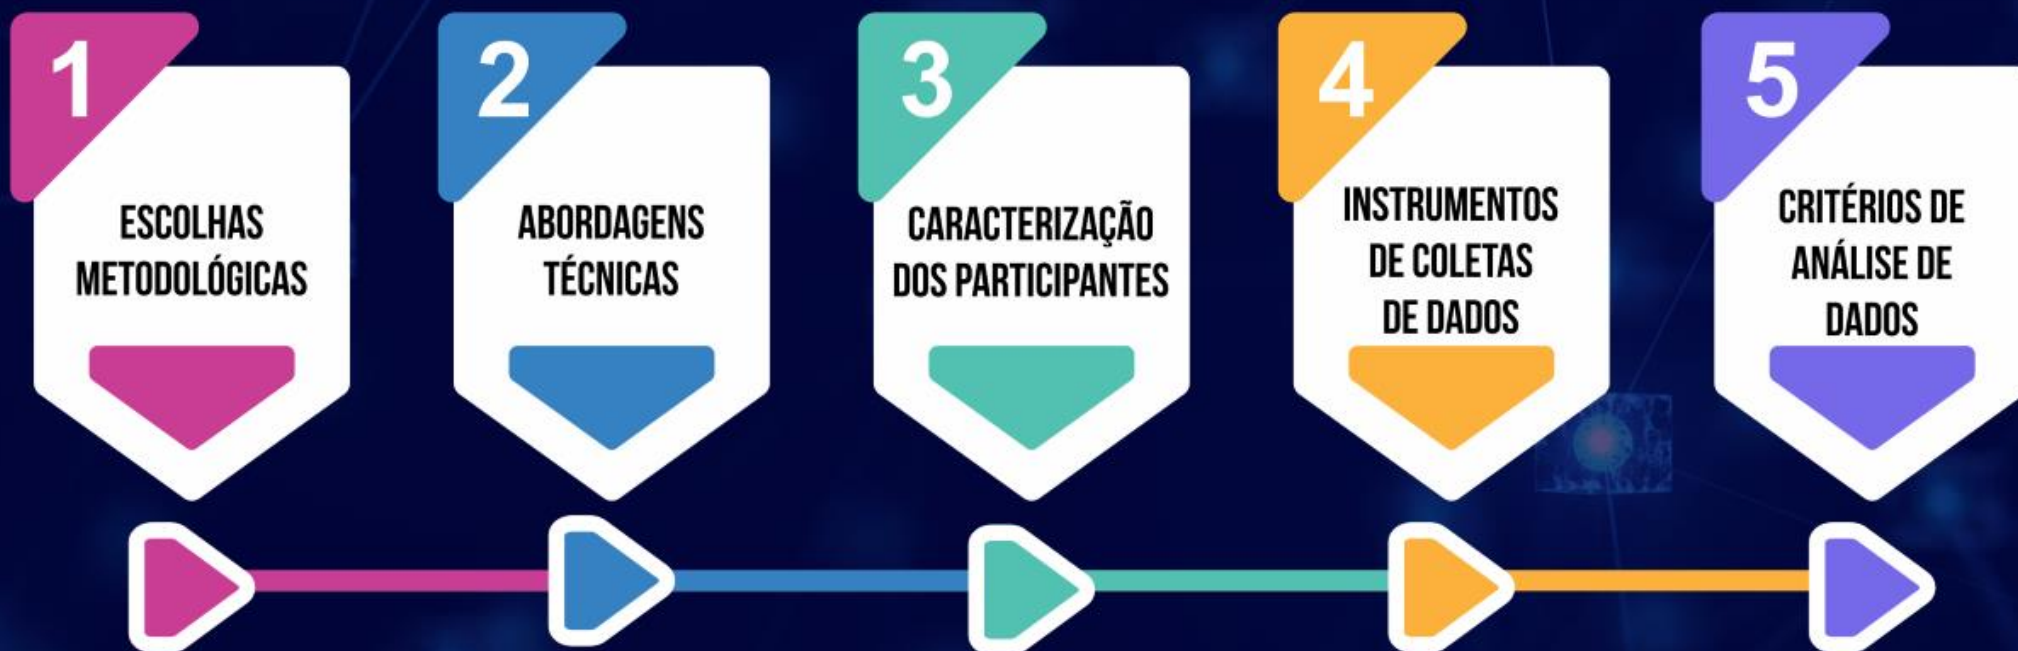 1
ESCOLHAS
METODOLÓGICAS
2
ABORDAGENS
TÉCNICAS
3
CARACTERIZAÇÃO
DOS PARTICIPANTES
4
INSTRUMENTOS
DE COLETAS
DE DADOS
5
CRITÉRIOS DE
ANÁLISE DE
DADOS